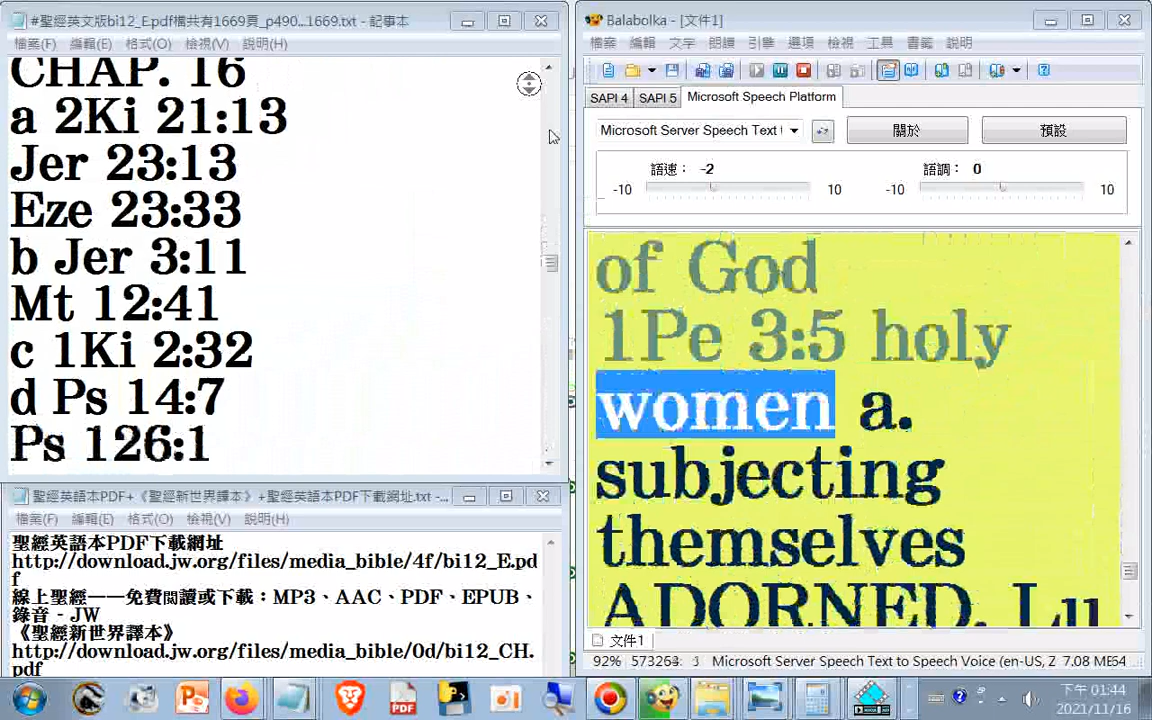 #聖經英文版bi12_E.pdf檔共有1669頁_p490...1669.txt - 記事本
檔案(F) 編輯(E) 格式(O) 檢視(V) 說明(H)
CHAP. 16
a 2Ki 21:13
Jer 23:13
Eze 23:33
b Jer 3:11
Mt 12:41
c 1Ki 2:32
d Ps 14:7
Ps 126:1
聖經英語本PDF+《聖經新世界譯本》+聖經英語本PDF下載網址.txt -...
檔案(F) 編輯(E) 格式(O) 檢視(V) 說明(H)
聖經英語本PDF下載網址
http://download.jw.org/files/media_bible/4f/bi12_E.pd
f
線上聖經——免費閱讀或下載：MP3、AAC、PDF、EPUB、
錄音 - JW
《聖經新世界譯本》
http://download.jw.org/files/media_bible/0d/bi12_CH.
pdf
Balabolka - [文件1]
檔案 編輯 文字 朗讀 引擎 選項 檢視 工具 書籤 說明
SAPI 4 SAPI 5 Microsoft Speech Platform
Microsoft Server Speech Text 關於 預設
語速： -2 語調： 0
-10 10 -10 10
of God
1Pe 3:5 holy
women a.
subjecting
themselves
ADORNED, Lu
文件1
92% Microsoft Server Speech Text to Speech Voice (en-US, Z 7.08 ME
PDF
下午 01:44
2021/11/16